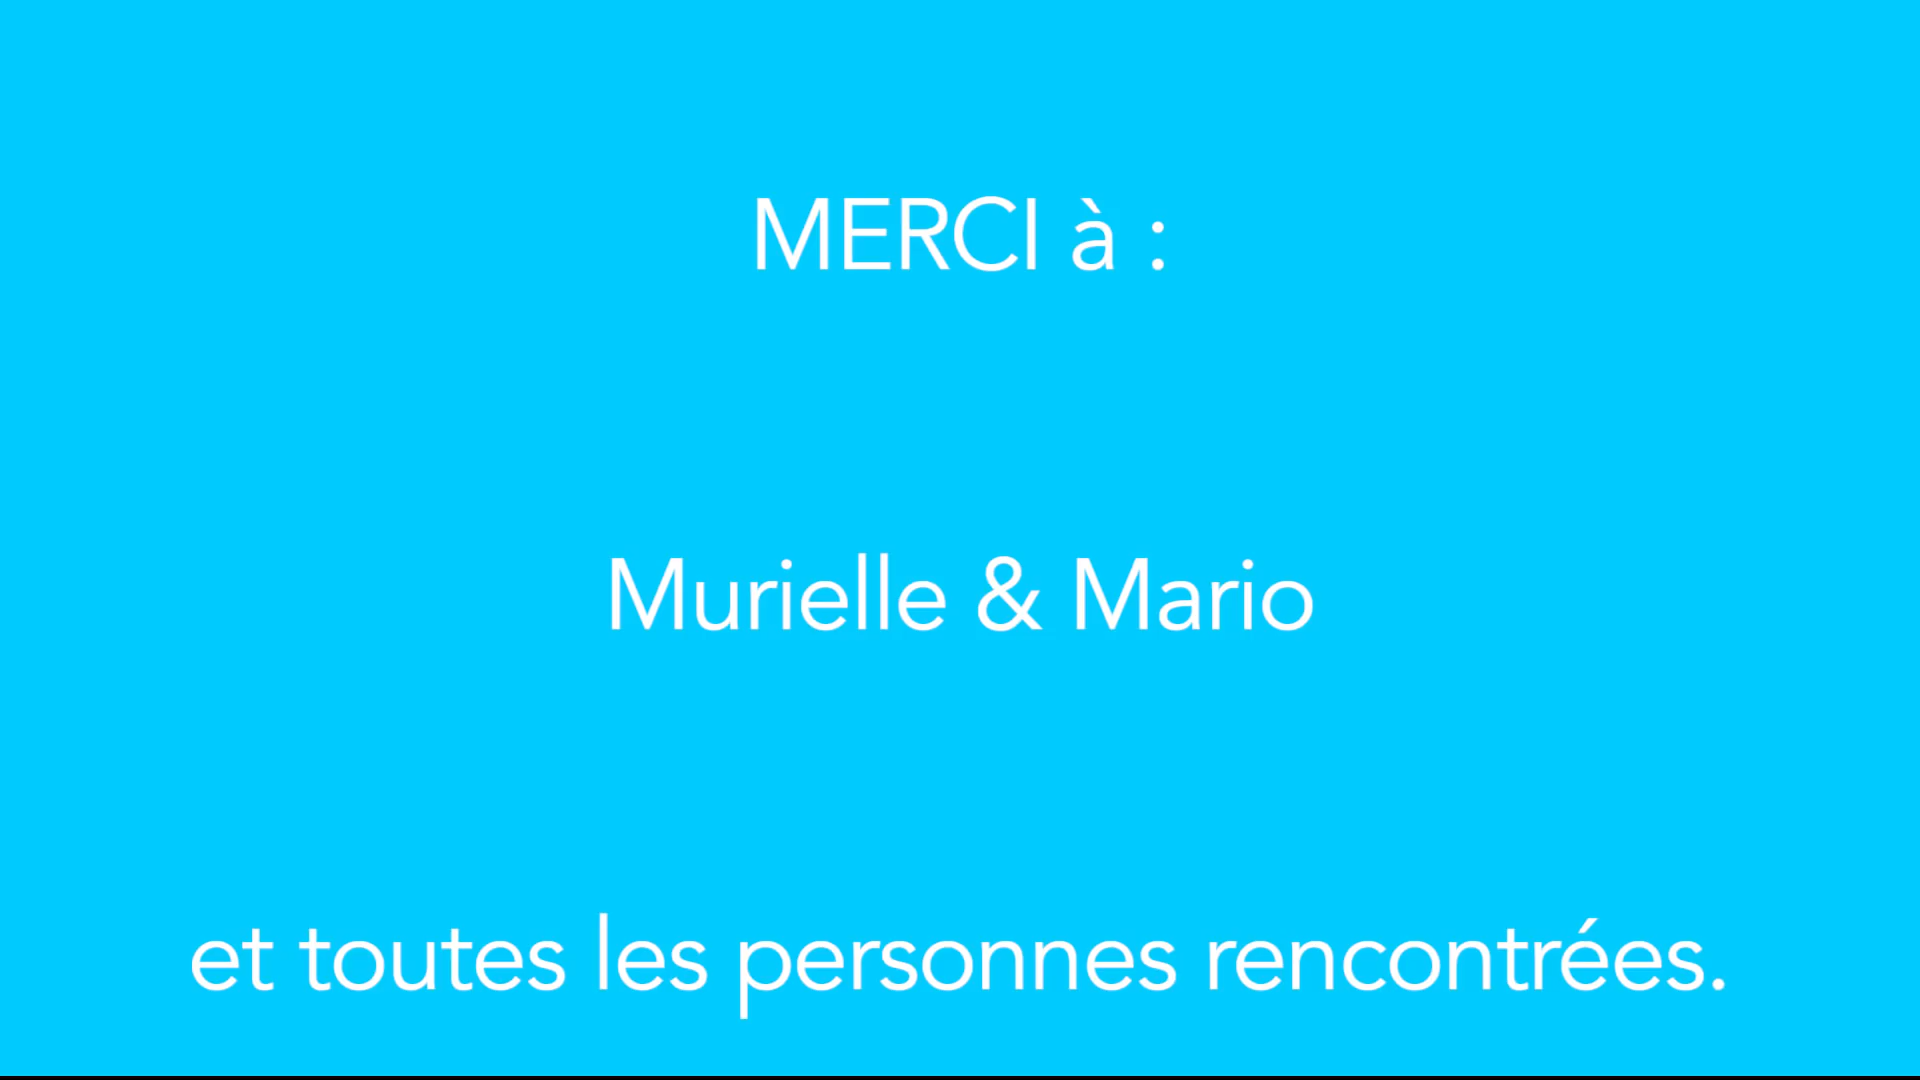 MERCI à :
Murielle & Mario
et toutes les personnes rencontrées.